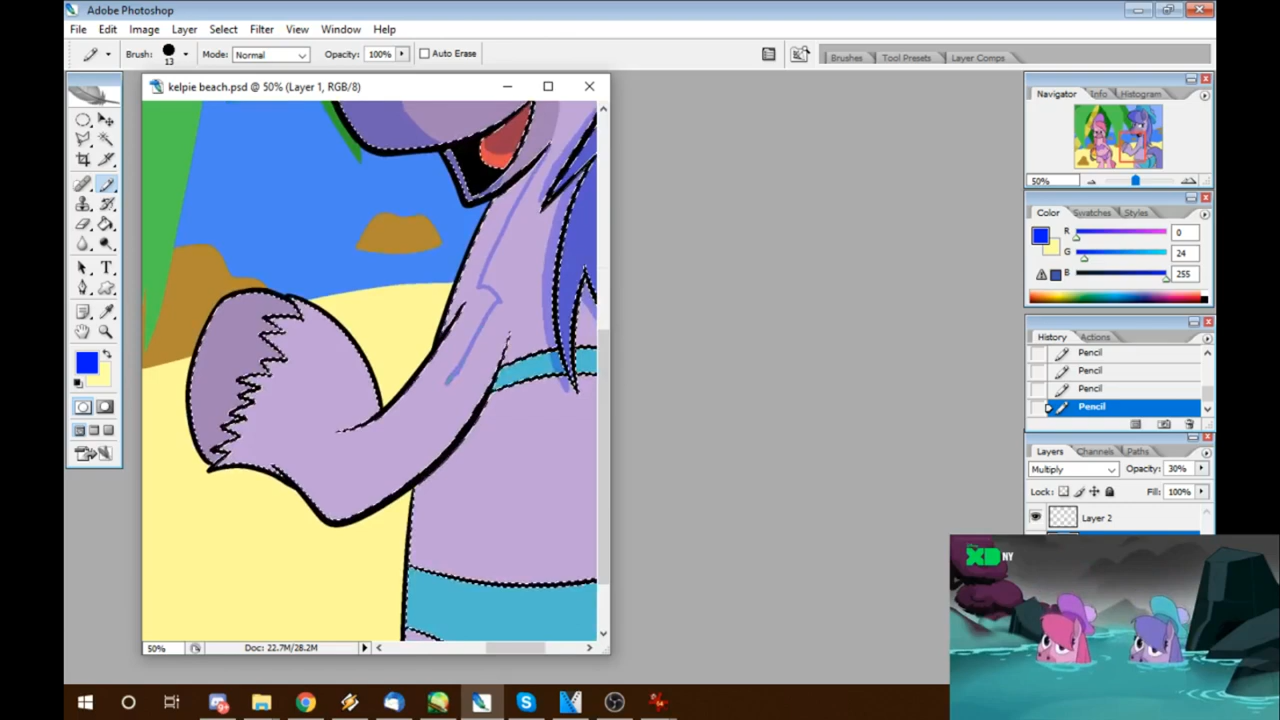 Adobe Photoshop
File Edit Image Layer Select Filter View Window Help
Brush: 13 Mode: Normal Opacity: 100% Auto Erase
Brushes Tool Presets Layer Comps
kelpie beach.psd @ 50% (Layer 1, RGB/8)
Navigator Info Histogram
50%
Color Swatches Styles
R 0
G 24
B 255
History Actions
Pencil
Pencil
Pencil
Pencil
Layers Channels Paths
Multiply Opacity: 30%
Lock: Fill: 100%
Layer 2
XD NY
50% Doc: 22.7M/28.2M